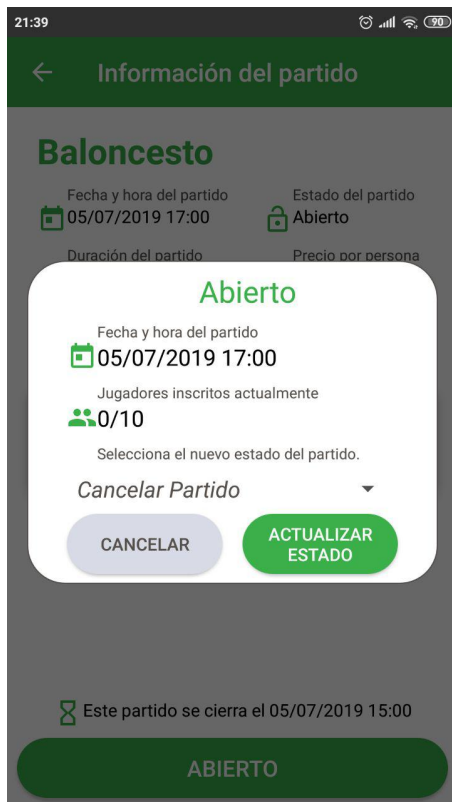 21:39
90
Información del partido
Baloncesto
Fecha y hora del partido
05/07/2019 17:00
Estado del partido
Abierto
Duración del partido
Precio por persona
Abierto
Fecha y hora del partido
05/07/2019 17:00
Jugadores inscritos actualmente
0/10
Selecciona el nuevo estado del partido.
Cancelar Partido
CANCELAR
ACTUALIZAR
ESTADO
Este partido se cierra el 05/07/2019 15:00
ABIERTO